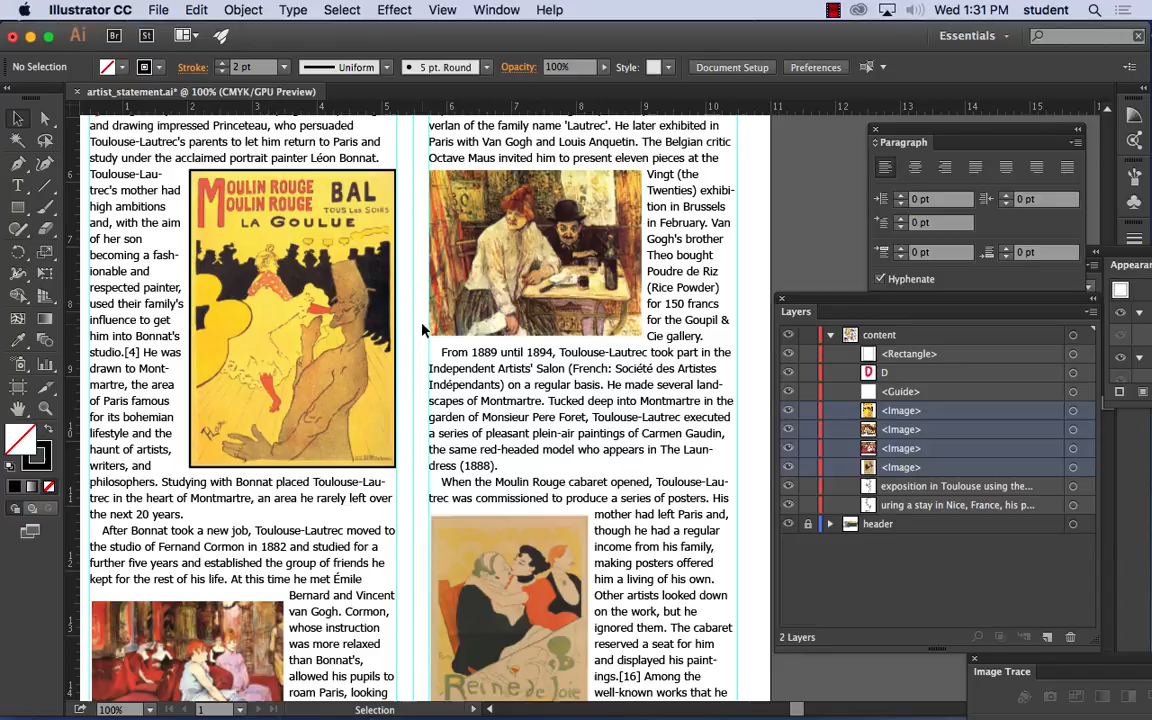 Illustrator CC File Edit Object Type Select Effect View Window Help Wed 1:31 PM student
Ai Br St Essentials
No Selection Stroke: 2 pt Uniform 5 pt. Round Opacity: 100% Style: Document Setup Preferences
artist_statement.ai* @ 100% (CMYK/GPU Preview)
1 2 3 4 5 6 7 8 9 10 11 12 13 14 15
and drawing impressed Princeteau, who persuaded
Toulouse-Lautrec's parents to let him return to Paris and
study under the acclaimed portrait painter Léon Bonnat.
Toulouse-Lau-
trec's mother had
high ambitions
and, with the aim
of her son
becoming a fash-
ionable and
respected painter,
used their family's
influence to get
him into Bonnat's
studio.[4] He was
drawn to Mont-
martre, the area
of Paris famous
for its bohemian
lifestyle and the
haunt of artists,
writers, and
philosophers. Studying with Bonnat placed Toulouse-Lau-
trec in the heart of Montmartre, an area he rarely left over
the next 20 years.
After Bonnat took a new job, Toulouse-Lautrec moved to
the studio of Fernand Cormon in 1882 and studied for a
further five years and established the group of friends he
kept for the rest of his life. At this time he met Émile
Bernard and Vincent
van Gogh. Cormon,
whose instruction
was more relaxed
than Bonnat's,
allowed his pupils to
roam Paris, looking
MOULIN ROUGE BAL
MOULIN ROUGE TOUS LES SOIRS
LA GOULUE
verlan of the family name 'Lautrec'. He later exhibited in
Paris with Van Gogh and Louis Anquetin. The Belgian critic
Octave Maus invited him to present eleven pieces at the
Vingt (the
Twenties) exhibi-
tion in Brussels
in February. Van
Gogh's brother
Theo bought
Poudre de Riz
(Rice Powder)
for 150 francs
for the Goupil &
Cie gallery.
From 1889 until 1894, Toulouse-Lautrec took part in the
Independent Artists' Salon (French: Société des Artistes
Indépendants) on a regular basis. He made several land-
scapes of Montmartre. Tucked deep into Montmartre in the
garden of Monsieur Pere Foret, Toulouse-Lautrec executed
a series of pleasant plein-air paintings of Carmen Gaudin,
the same red-headed model who appears in The Laun-
dress (1888).
When the Moulin Rouge cabaret opened, Toulouse-Lau-
trec was commissioned to produce a series of posters. His
mother had left Paris and,
though he had a regular
income from his family,
making posters offered
him a living of his own.
Other artists looked down
on the work, but he
ignored them. The cabaret
reserved a seat for him
and displayed his paint-
ings.[16] Among the
well-known works that he
Reine de Joie
Paragraph
0 pt 0 pt
0 pt
0 pt 0 pt
Hyphenate
Appearar
Layers
content
<Rectangle>
D
<Guide>
<Image>
<Image>
<Image>
<Image>
exposition in Toulouse using the...
uring a stay in Nice, France, his p...
header
2 Layers
Image Trace
100% 1 Selection